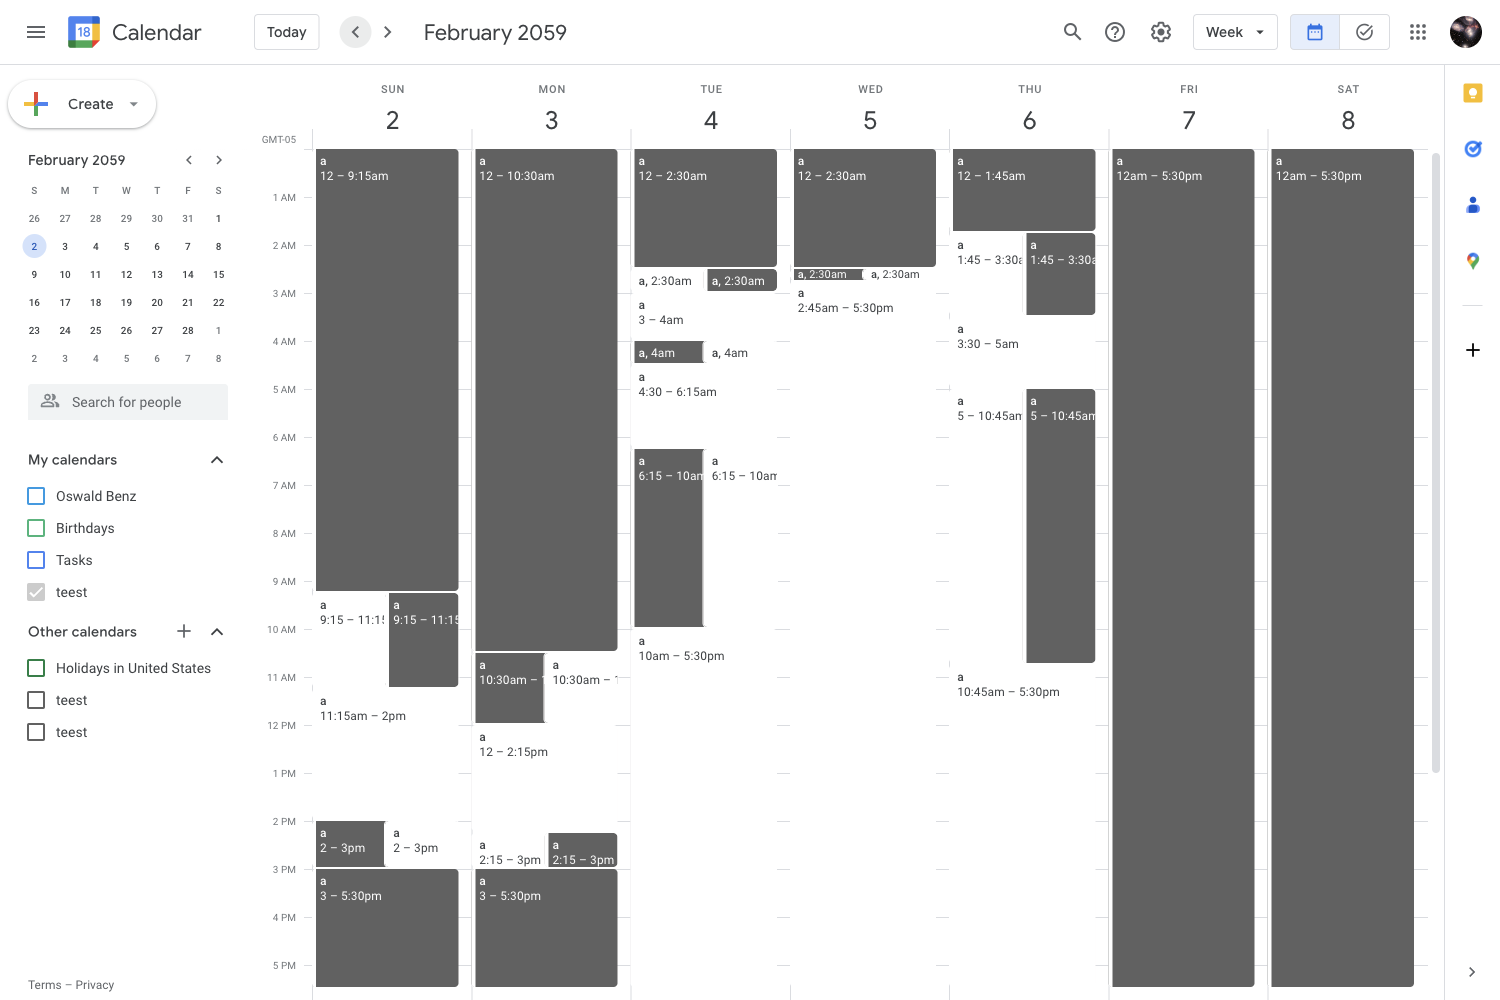 18 Calendar
Today
February 2059
Week
Create
February 2059
S M T W T F S
26 27 28 29 30 31 1
2 3 4 5 6 7 8
9 10 11 12 13 14 15
16 17 18 19 20 21 22
23 24 25 26 27 28 1
2 3 4 5 6 7 8
Search for people
My calendars
Oswald Benz
Birthdays
Tasks
teest
Other calendars
Holidays in United States
teest
teest
Terms – Privacy
SUN MON TUE WED THU FRI SAT
2 3 4 5 6 7 8
GMT-05
1 AM
2 AM
3 AM
4 AM
5 AM
6 AM
7 AM
8 AM
9 AM
10 AM
11 AM
12 PM
1 PM
2 PM
3 PM
4 PM
5 PM
a
12 – 9:15am
a
9:15 – 11:15
a
9:15 – 11:15
a
11:15am – 2pm
a
2 – 3pm
a
2 – 3pm
a
3 – 5:30pm
a
12 – 10:30am
a
10:30am –
a
10:30am –
a
12 – 2:15pm
a
2:15 – 3pm
a
2:15 – 3pm
a
3 – 5:30pm
a
12 – 2:30am
a, 2:30am
a, 2:30am
a
3 – 4am
a, 4am
a, 4am
a
4:30 – 6:15am
a
6:15 – 10am
a
6:15 – 10am
a
10am – 5:30pm
a
12 – 2:30am
a, 2:30am
a, 2:30am
a
2:45am – 5:30pm
a
12 – 1:45am
a
1:45 – 3:30a
a
1:45 – 3:30a
a
3:30 – 5am
a
5 – 10:45am
a
5 – 10:45am
a
10:45am – 5:30pm
a
12am – 5:30pm
a
12am – 5:30pm